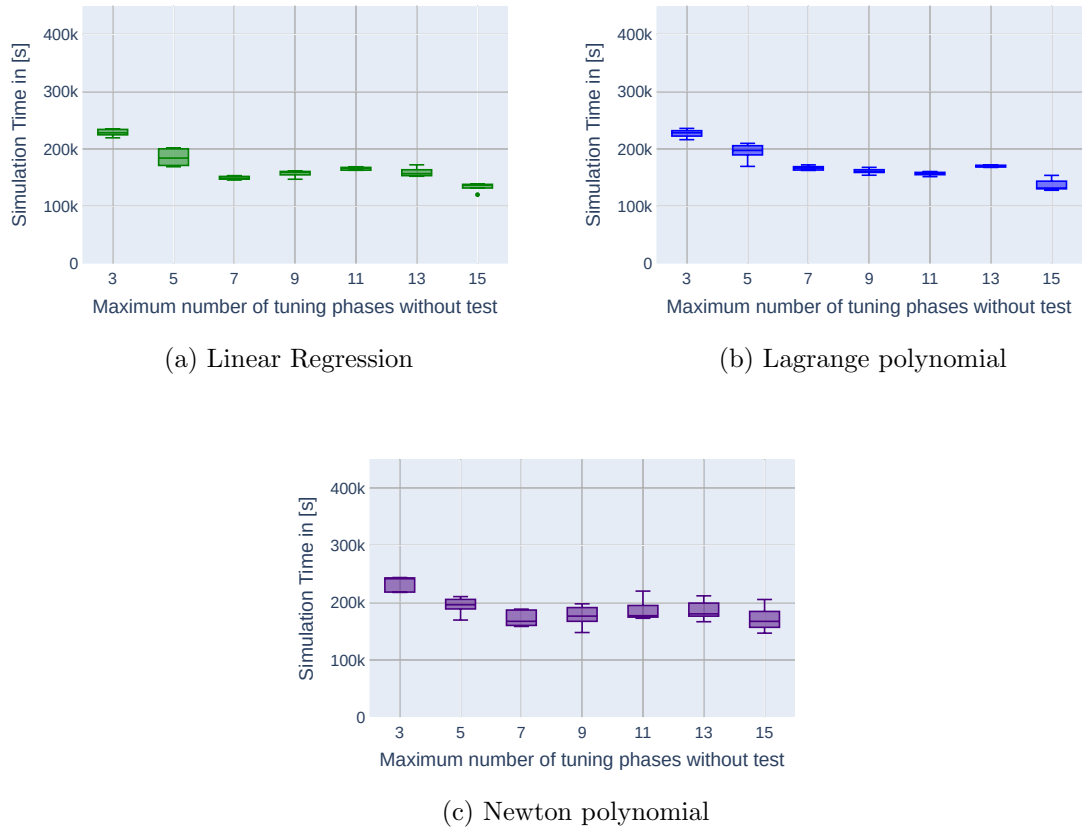 400k
300k
200k
100k
0
Simulation Time in [s]
3 5 7 9 11 13 15
Maximum number of tuning phases without test
(a) Linear Regression
400k
300k
200k
100k
0
Simulation Time in [s]
3 5 7 9 11 13 15
Maximum number of tuning phases without test
(b) Lagrange polynomial
400k
300k
200k
100k
0
Simulation Time in [s]
3 5 7 9 11 13 15
Maximum number of tuning phases without test
(c) Newton polynomial